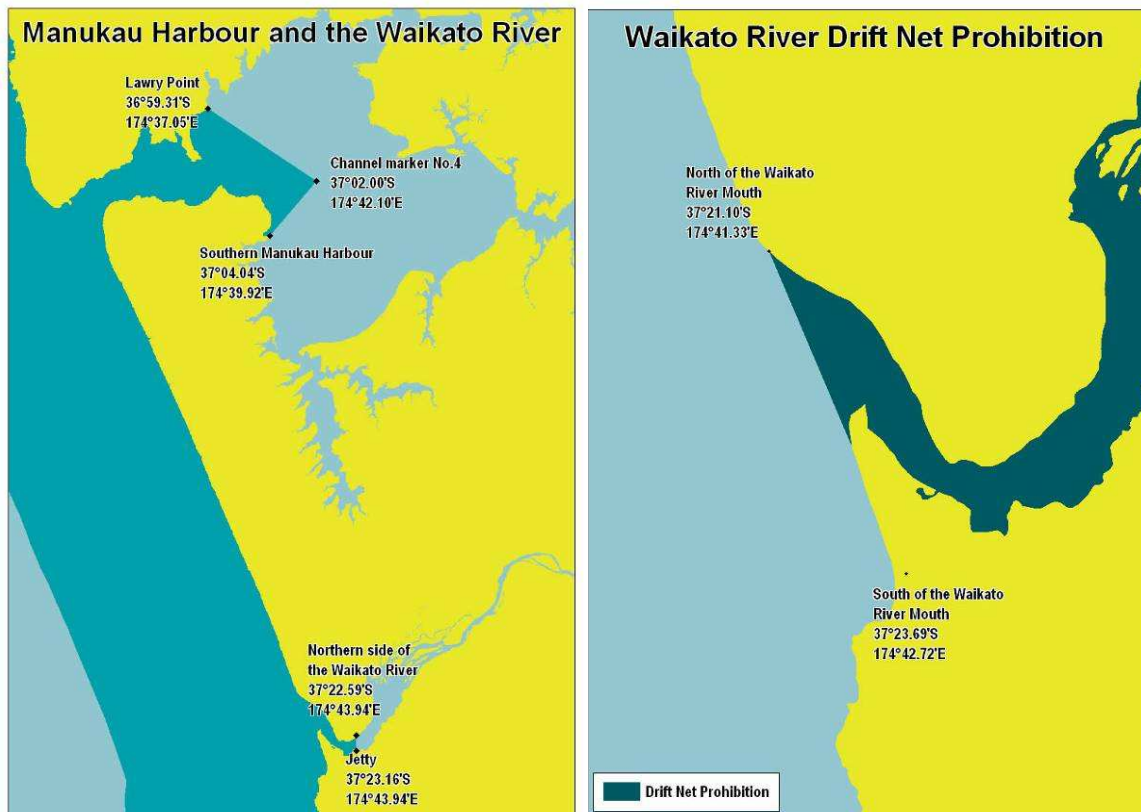 Manukau Harbour and the Waikato River
Lawry Point
36°59.31'S
174°37.05'E
Channel marker No.4
37°02.00'S
174°42.10'E
Southern Manukau Harbour
37°04.04'S
174°39.92'E
Northern side of
the Waikato River
37°22.59'S
174°43.94'E
Jetty
37°23.16'S
174°43.94'E
Waikato River Drift Net Prohibition
North of the Waikato
River Mouth
37°21.10'S
174°41.33'E
South of the Waikato
River Mouth
37°23.69'S
174°42.72'E
Drift Net Prohibition